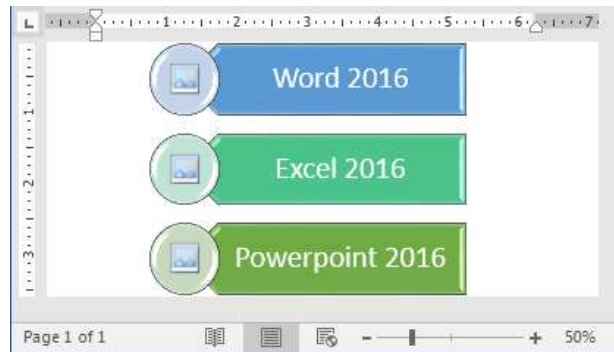 1 2 3 4 5 6 7
Word 2016
1
Excel 2016
2
Powerpoint 2016
3
Page 1 of 1 50%